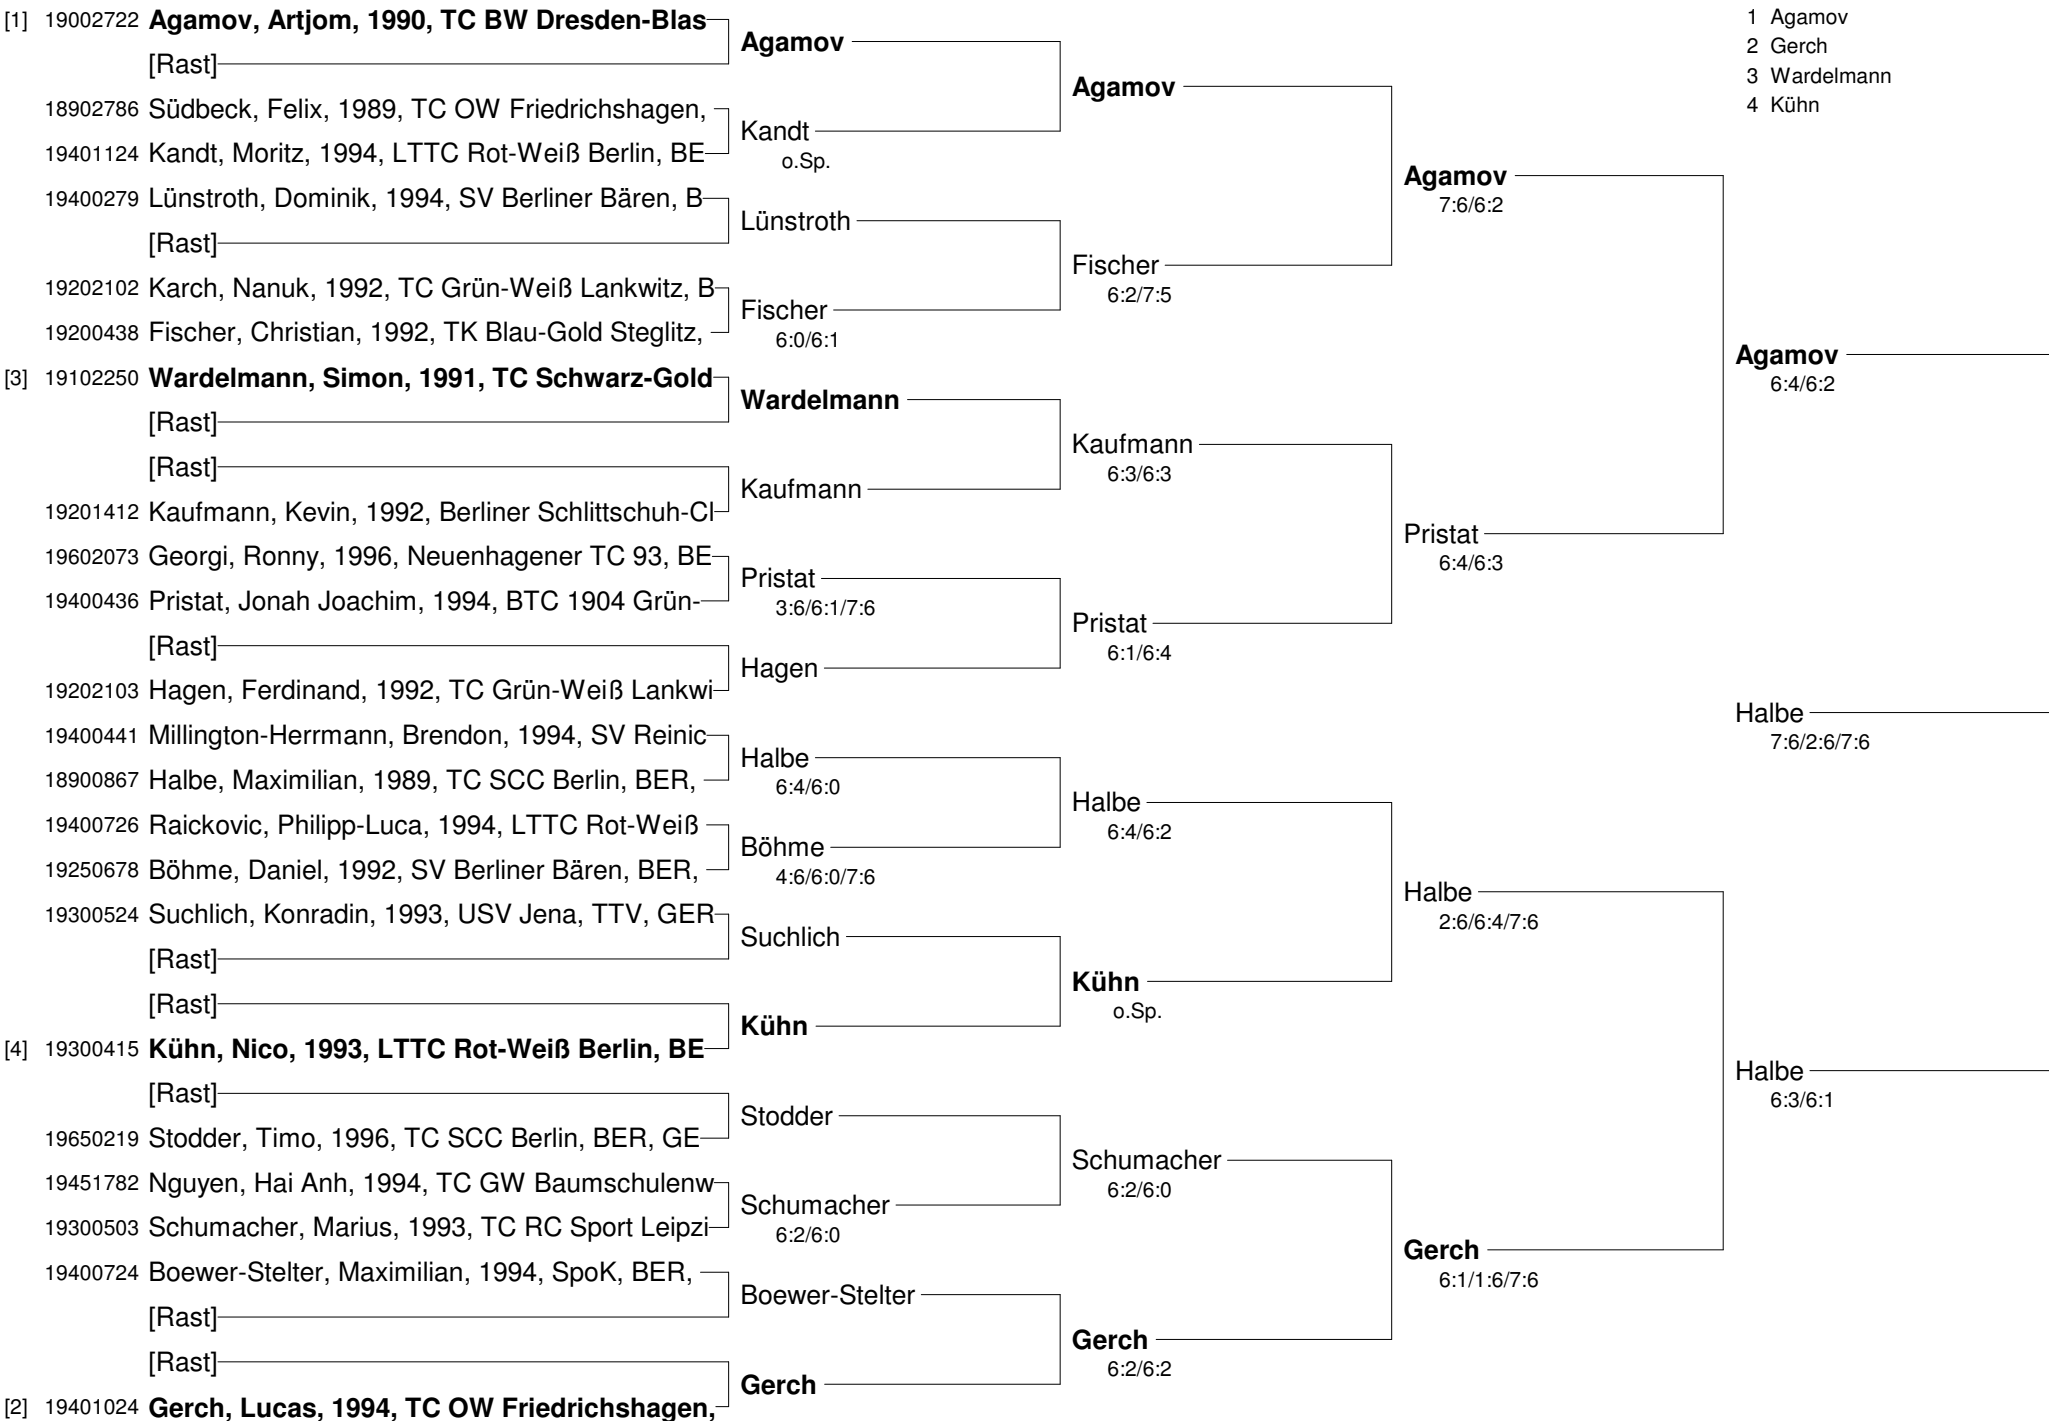 [1] 19002722 Agamov, Artjom, 1990, TC BW Dresden-Blas
[Rast]
18902786 Südbeck, Felix, 1989, TC OW Friedrichshagen,
19401124 Kandt, Moritz, 1994, LTTC Rot-Weiß Berlin, BE
19400279 Lünstroth, Dominik, 1994, SV Berliner Bären, B
[Rast]
19202102 Karch, Nanuk, 1992, TC Grün-Weiß Lankwitz, B
19200438 Fischer, Christian, 1992, TK Blau-Gold Steglitz,
[3] 19102250 Wardelmann, Simon, 1991, TC Schwarz-Gold
[Rast]
[Rast]
19201412 Kaufmann, Kevin, 1992, Berliner Schlittschuh-Cl
19602073 Georgi, Ronny, 1996, Neuenhagener TC 93, BE
19400436 Pristat, Jonah Joachim, 1994, BTC 1904 Grün-
[Rast]
19202103 Hagen, Ferdinand, 1992, TC Grün-Weiß Lankwi
19400441 Millington-Herrmann, Brendon, 1994, SV Reinic
18900867 Halbe, Maximilian, 1989, TC SCC Berlin, BER,
19400726 Raickovic, Philipp-Luca, 1994, LTTC Rot-Weiß
19250678 Böhme, Daniel, 1992, SV Berliner Bären, BER,
19300524 Suchlich, Konradin, 1993, USV Jena, TTV, GER
[Rast]
[Rast]
[4] 19300415 Kühn, Nico, 1993, LTTC Rot-Weiß Berlin, BE
[Rast]
19650219 Stodder, Timo, 1996, TC SCC Berlin, BER, GE
19451782 Nguyen, Hai Anh, 1994, TC GW Baumschulenw
19300503 Schumacher, Marius, 1993, TC RC Sport Leipzi
19400724 Boewer-Stelter, Maximilian, 1994, SpoK, BER,
[Rast]
[Rast]
[2] 19401024 Gerch, Lucas, 1994, TC OW Friedrichshagen,
Agamov
Kandt
o.Sp.
Lünstroth
Fischer
6:0/6:1
Wardelmann
Kaufmann
Pristat
3:6/6:1/7:6
Hagen
Halbe
6:4/6:0
Böhme
4:6/6:0/7:6
Suchlich
Kühn
Stodder
Schumacher
6:2/6:0
Boewer-Stelter
Gerch
Agamov
Fischer
6:2/7:5
Kaufmann
6:3/6:3
Pristat
6:1/6:4
Halbe
6:4/6:2
Kühn
o.Sp.
Schumacher
6:2/6:0
Gerch
6:2/6:2
Agamov
7:6/6:2
Pristat
6:4/6:3
Halbe
2:6/6:4/7:6
Gerch
6:1/1:6/7:6
1 Agamov
2 Gerch
3 Wardelmann
4 Kühn
Agamov
6:4/6:2
Halbe
7:6/2:6/7:6
Halbe
6:3/6:1